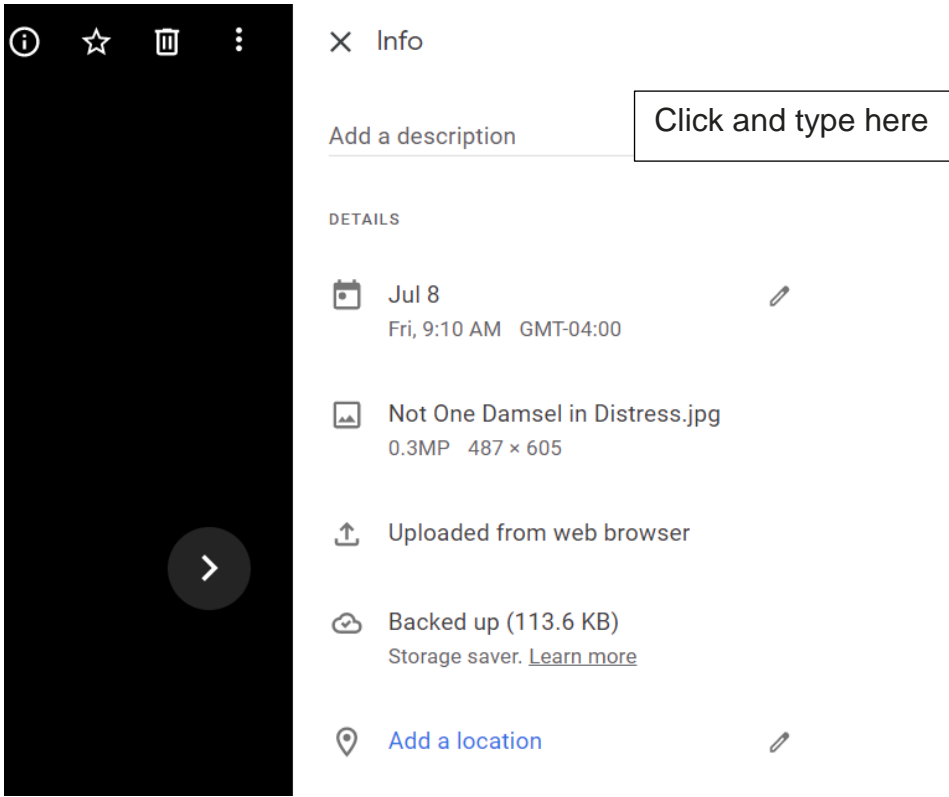 Info
Add a description
Click and type here
DETAILS
Jul 8
Fri, 9:10 AM GMT-04:00
Not One Damsel in Distress.jpg
0.3MP 487 × 605
Uploaded from web browser
Backed up (113.6 KB)
Storage saver. Learn more
Add a location